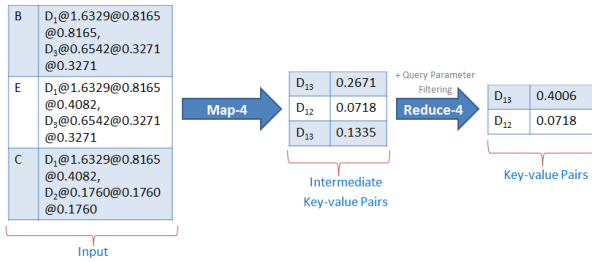 B
D₁@1.6329@0.8165
@0.8165,
D₃@0.6542@0.3271
@0.3271
E
D₁@1.6329@0.8165
@0.4082,
D₃@0.6542@0.3271
@0.3271
C
D₁@1.6329@0.8165
@0.4082,
D₂@0.1760@0.1760
@0.1760
Input
Map-4
D₁₃ 0.2671
D₁₂ 0.0718
D₁₃ 0.1335
Intermediate
Key-value Pairs
+ Query Parameter
Filtering
Reduce-4
D₁₃ 0.4006
D₁₂ 0.0718
Key-value Pairs